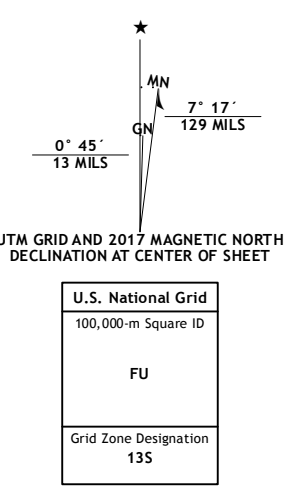 ★
MN
7° 17´
129 MILS
GN
0° 45´
13 MILS
UTM GRID AND 2017 MAGNETIC NORTH
DECLINATION AT CENTER OF SHEET
U.S. National Grid
100,000-m Square ID
FU
Grid Zone Designation
13S